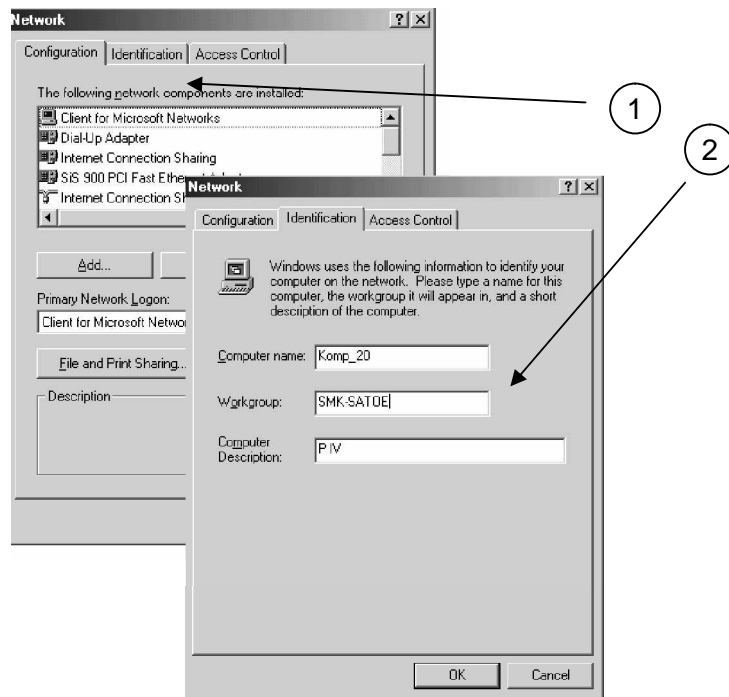 Network
Configuration Identification Access Control
The following network components are installed:
Client for Microsoft Networks
Dial-Up Adapter
Internet Connection Sharing
SiS 900 PCI Fast
Internet Connection
Add...
Primary Network Logon:
Client for Microsoft
File and Print Sharing...
Description
1
2
Network
Configuration Identification Access Control
Windows uses the following information to identify your
computer on the network. Please type a name for this
computer, the workgroup it will appear in, and a short
description of the computer.
Computer name: Komp_20
Workgroup: SMK-SATOE
Computer
Description: P IV
OK Cancel